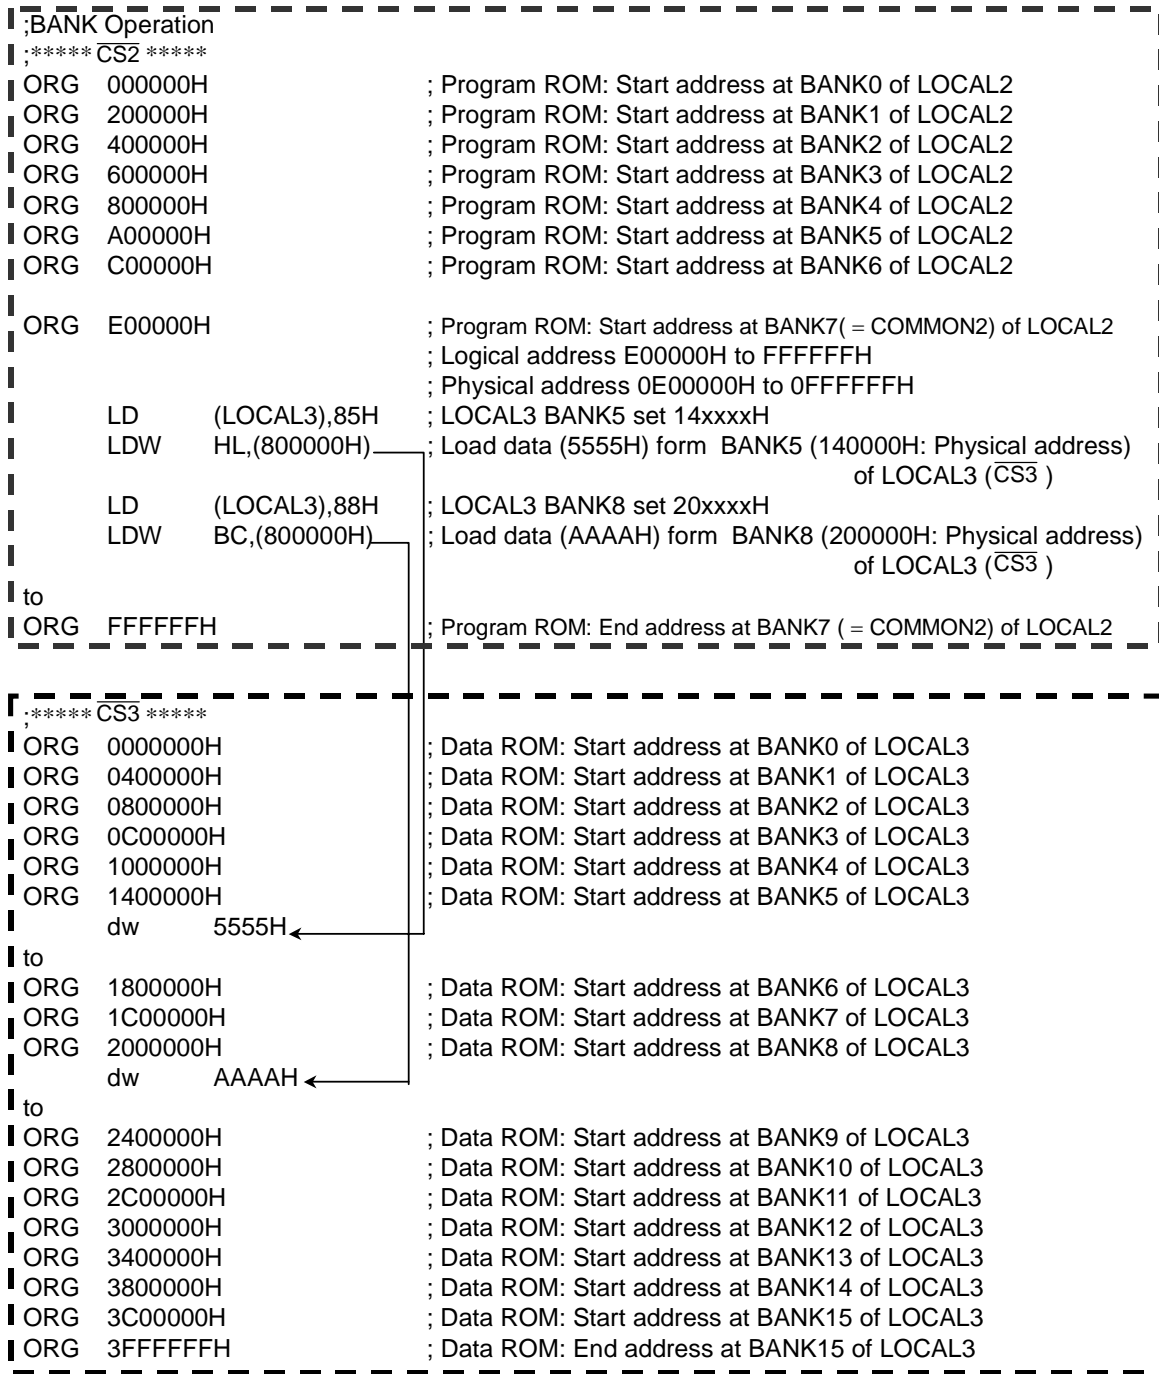 ;BANK Operation
;***** CS2 *****
ORG 000000H ; Program ROM: Start address at BANK0 of LOCAL2
ORG 200000H ; Program ROM: Start address at BANK1 of LOCAL2
ORG 400000H ; Program ROM: Start address at BANK2 of LOCAL2
ORG 600000H ; Program ROM: Start address at BANK3 of LOCAL2
ORG 800000H ; Program ROM: Start address at BANK4 of LOCAL2
ORG A00000H ; Program ROM: Start address at BANK5 of LOCAL2
ORG C00000H ; Program ROM: Start address at BANK6 of LOCAL2
ORG E00000H ; Program ROM: Start address at BANK7( = COMMON2) of LOCAL2
; Logical address E00000H to FFFFFFH
; Physical address 0E00000H to 0FFFFFFH
LD (LOCAL3),85H ; LOCAL3 BANK5 set 14xxxxH
LDW HL,(800000H) ; Load data (5555H) form BANK5 (140000H: Physical address)
of LOCAL3 (CS3 )
LD (LOCAL3),88H ; LOCAL3 BANK8 set 20xxxxH
LDW BC,(800000H) ; Load data (AAAAH) form BANK8 (200000H: Physical address)
of LOCAL3 (CS3 )
to
ORG FFFFFFH ; Program ROM: End address at BANK7 ( = COMMON2) of LOCAL2
;***** CS3 *****
ORG 0000000H ; Data ROM: Start address at BANK0 of LOCAL3
ORG 0400000H ; Data ROM: Start address at BANK1 of LOCAL3
ORG 0800000H ; Data ROM: Start address at BANK2 of LOCAL3
ORG 0C00000H ; Data ROM: Start address at BANK3 of LOCAL3
ORG 1000000H ; Data ROM: Start address at BANK4 of LOCAL3
ORG 1400000H ; Data ROM: Start address at BANK5 of LOCAL3
dw 5555H
to
ORG 1800000H ; Data ROM: Start address at BANK6 of LOCAL3
ORG 1C00000H ; Data ROM: Start address at BANK7 of LOCAL3
ORG 2000000H ; Data ROM: Start address at BANK8 of LOCAL3
dw AAAAH
to
ORG 2400000H ; Data ROM: Start address at BANK9 of LOCAL3
ORG 2800000H ; Data ROM: Start address at BANK10 of LOCAL3
ORG 2C00000H ; Data ROM: Start address at BANK11 of LOCAL3
ORG 3000000H ; Data ROM: Start address at BANK12 of LOCAL3
ORG 3400000H ; Data ROM: Start address at BANK13 of LOCAL3
ORG 3800000H ; Data ROM: Start address at BANK14 of LOCAL3
ORG 3C00000H ; Data ROM: Start address at BANK15 of LOCAL3
ORG 3FFFFFFH ; Data ROM: End address at BANK15 of LOCAL3